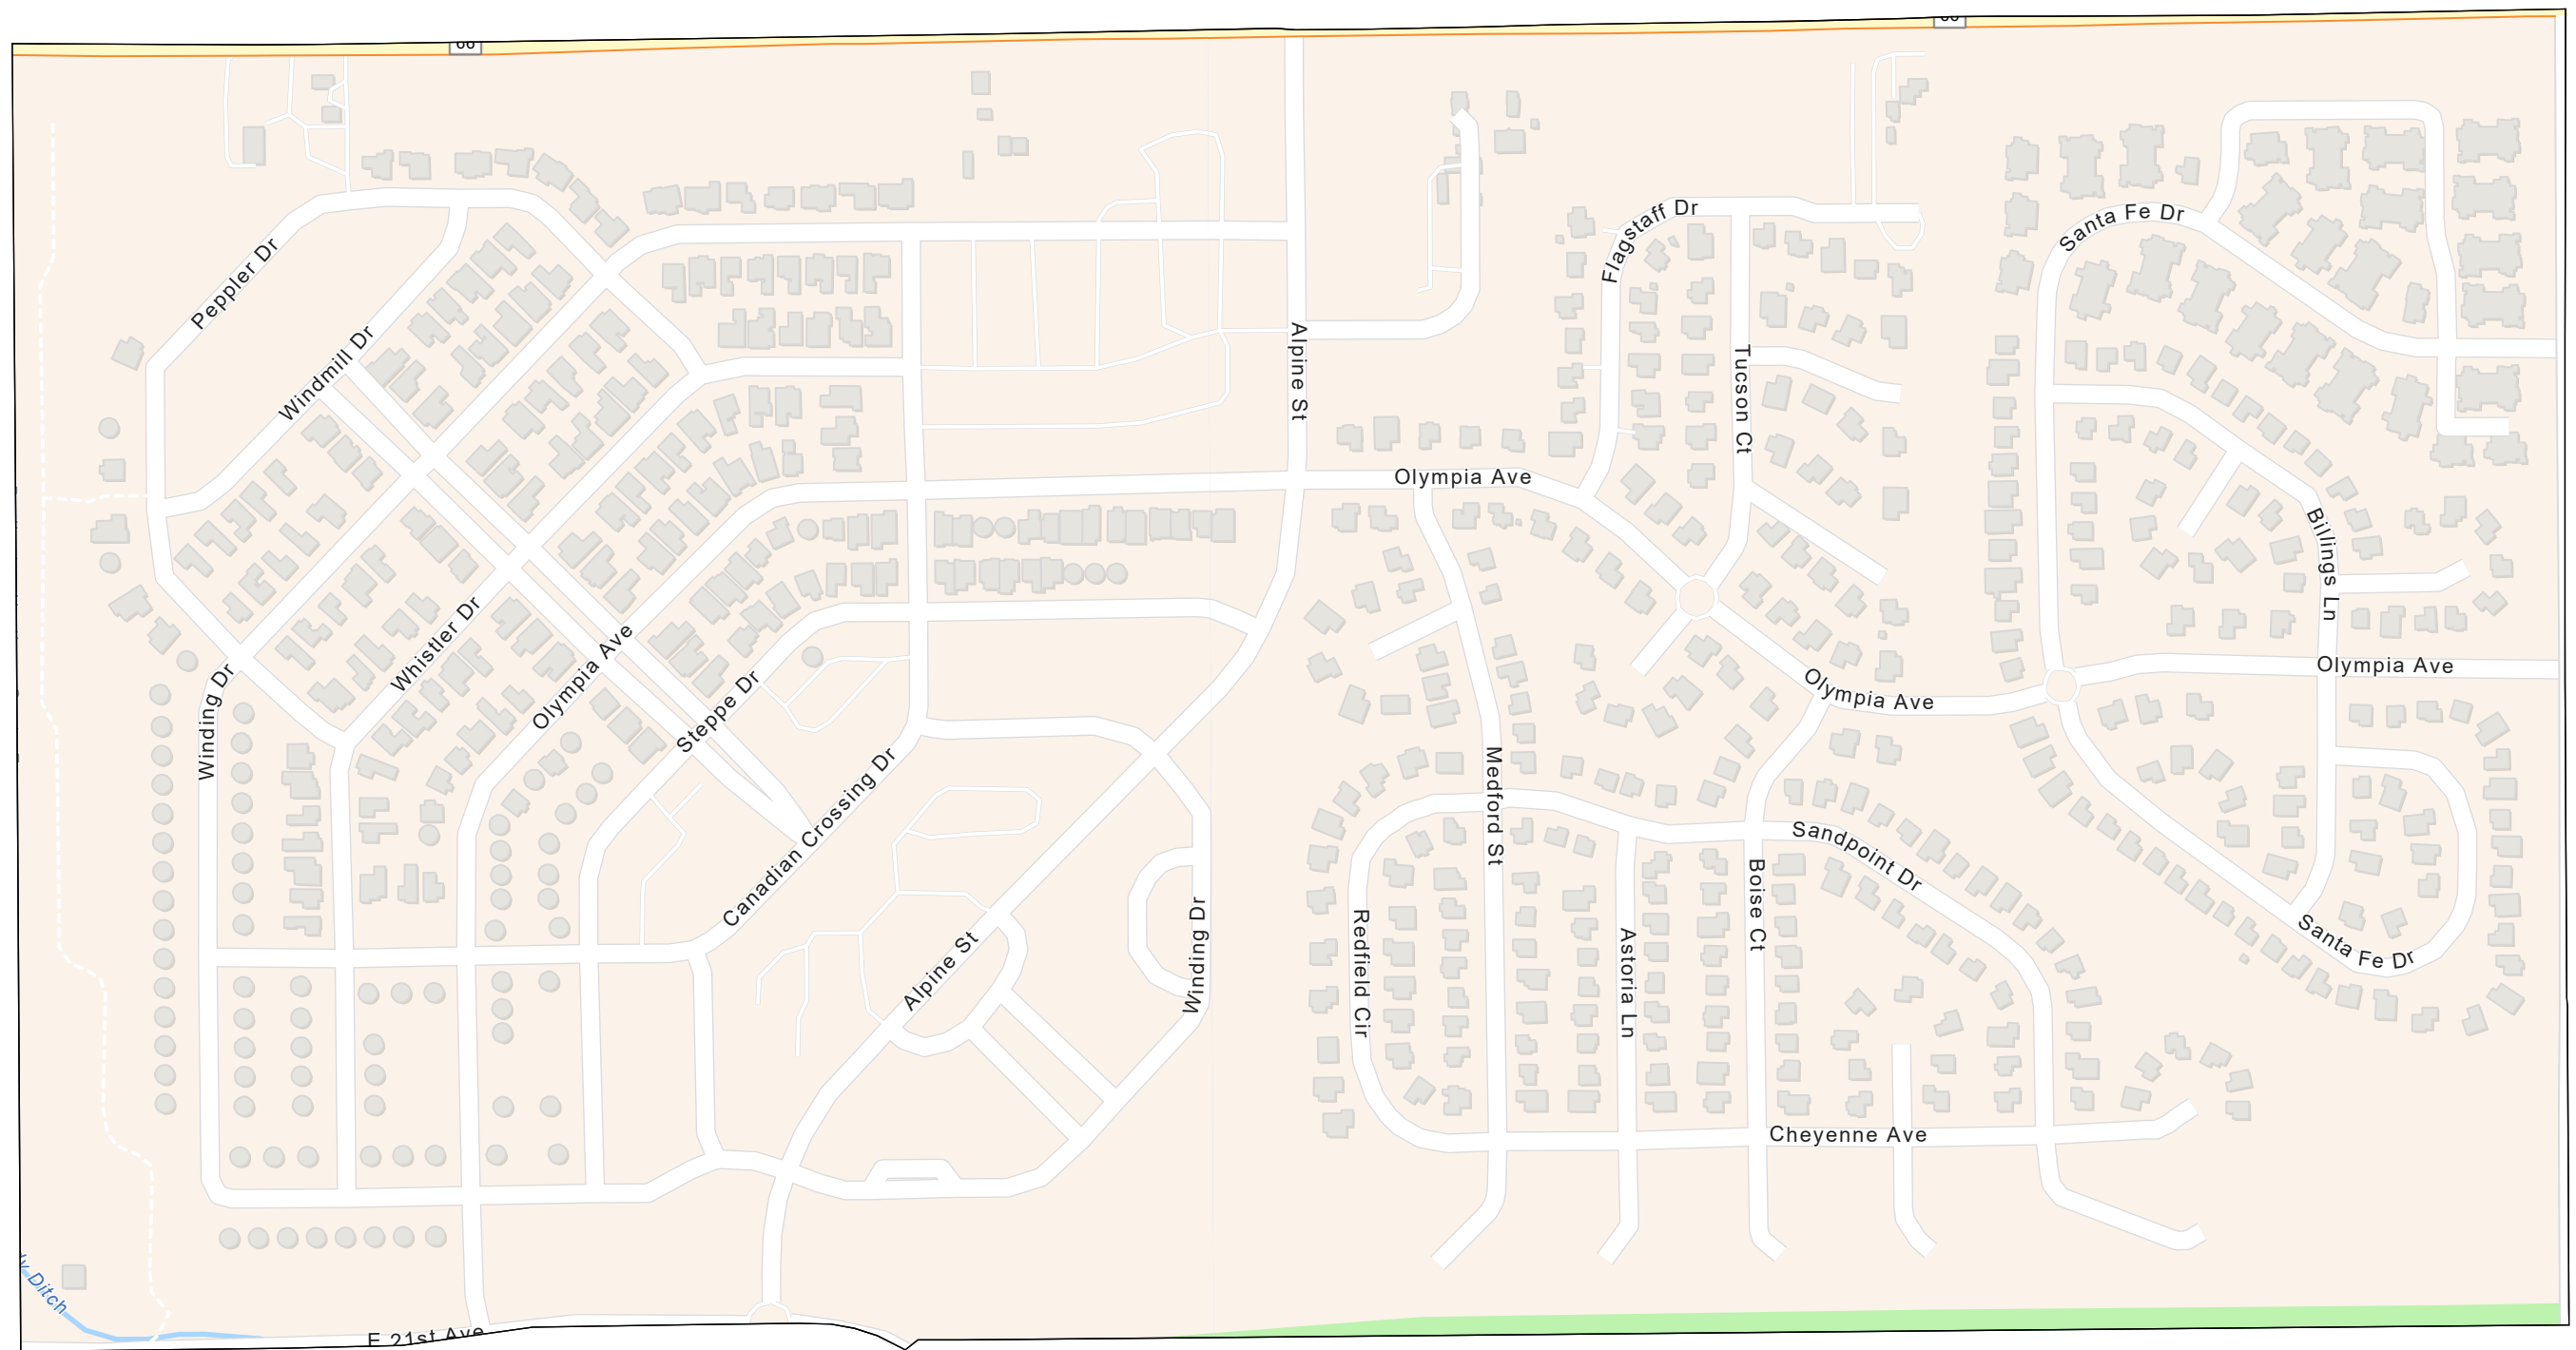 66
66
Santa Fe Dr
Flagstaff Dr
Peppler Dr
Windmill Dr
Alpine St
Tucson Ct
Olympia Ave
Billings Ln
Whistler Dr
Olympia Ave
Olympia Ave
Winding Dr
Steppe Dr
Olympia Ave
Medford St
Canadian Crossing Dr
Sandpoint Dr
Boise Ct
Redfield Cir
Astoria Ln
Winding Dr
Santa Fe Dr
Alpine St
Cheyenne Ave
Ditch
E 21st Ave